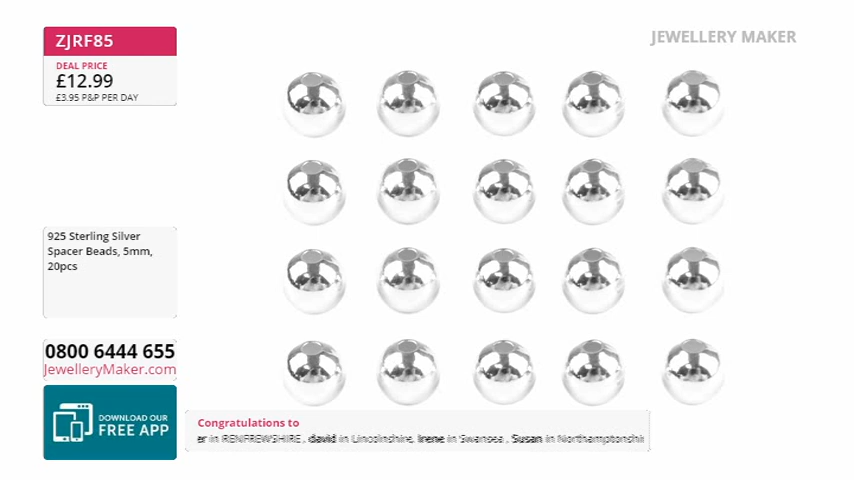 ZJRF85
DEAL PRICE
£12.99
£3.95 P&P PER DAY
JEWELLERY MAKER
925 Sterling Silver
Spacer Beads, 5mm,
20pcs
0800 6444 655
JewelleryMaker.com
DOWNLOAD OUR
FREE APP
Congratulations to
er in RENFREWSHIRE , david in Lincolnshire, Irene in Swansea , Susan in Northamptonshi